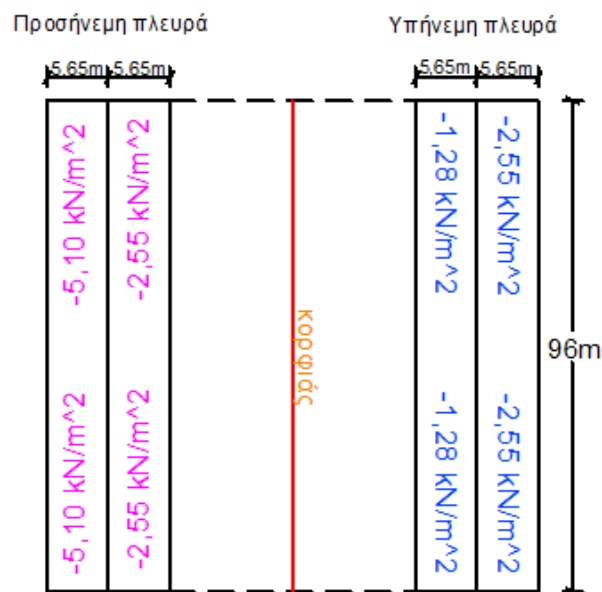 Προσήνεμη πλευρά
Υπήνεμη πλευρά
5.65m 5.65m
5.65m 5.65m
-5,10 kN/m^2
-2,55 kN/m^2
-1,28 kN/m^2
-2,55 kN/m^2
κορφιάς
96m
-5,10 kN/m^2
-2,55 kN/m^2
-1,28 kN/m^2
-2,55 kN/m^2